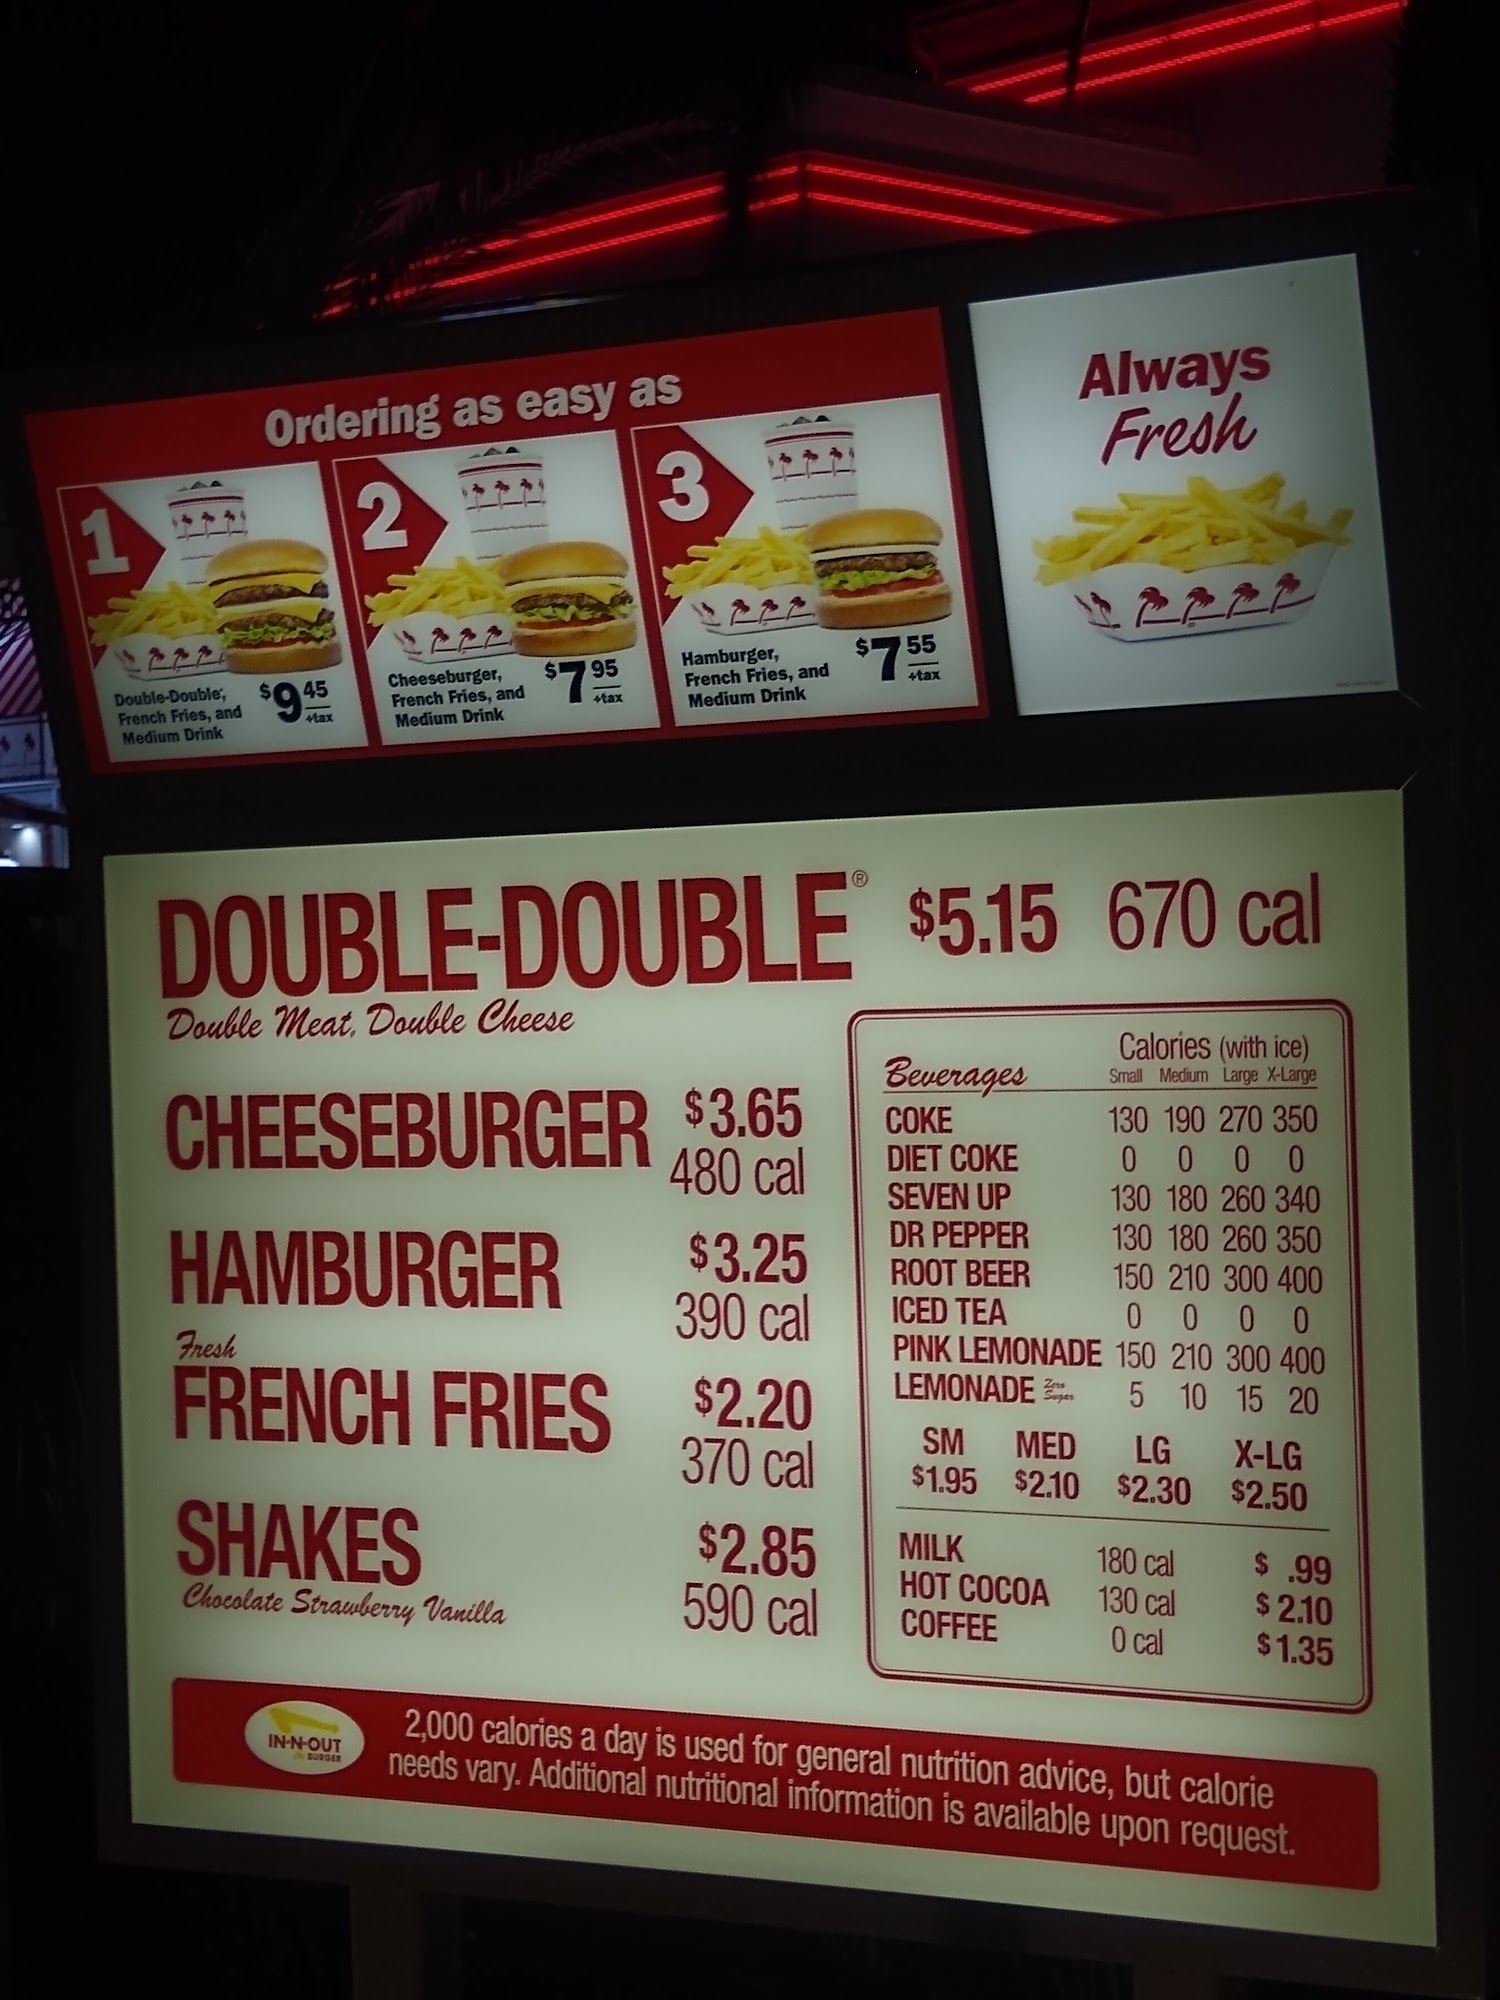 Ordering as easy as
1
Double-Double,
French Fries, and
Medium Drink
$9 45
+tax
2
Cheeseburger,
French Fries, and
Medium Drink
$7 95
+tax
3
Hamburger,
French Fries, and
Medium Drink
$7 55
+tax
Always
Fresh
DOUBLE-DOUBLE® $5.15 670 cal
Double Meat, Double Cheese
CHEESEBURGER $3.65
480 cal
HAMBURGER $3.25
390 cal
Fresh
FRENCH FRIES $2.20
370 cal
SHAKES $2.85
Chocolate Strawberry Vanilla 590 cal
Calories (with ice)
Beverages Small Medium Large X-Large
COKE 130 190 270 350
DIET COKE 0 0 0 0
SEVEN UP 130 180 260 340
DR PEPPER 130 180 260 350
ROOT BEER 150 210 300 400
ICED TEA 0 0 0 0
PINK LEMONADE 150 210 300 400
LEMONADE Zero Sugar 5 10 15 20
SM MED LG X-LG
$1.95 $2.10 $2.30 $2.50
MILK 180 cal $ .99
HOT COCOA 130 cal $2.10
COFFEE 0 cal $1.35
IN-N-OUT
BURGER
2,000 calories a day is used for general nutrition advice, but calorie
needs vary. Additional nutritional information is available upon request.